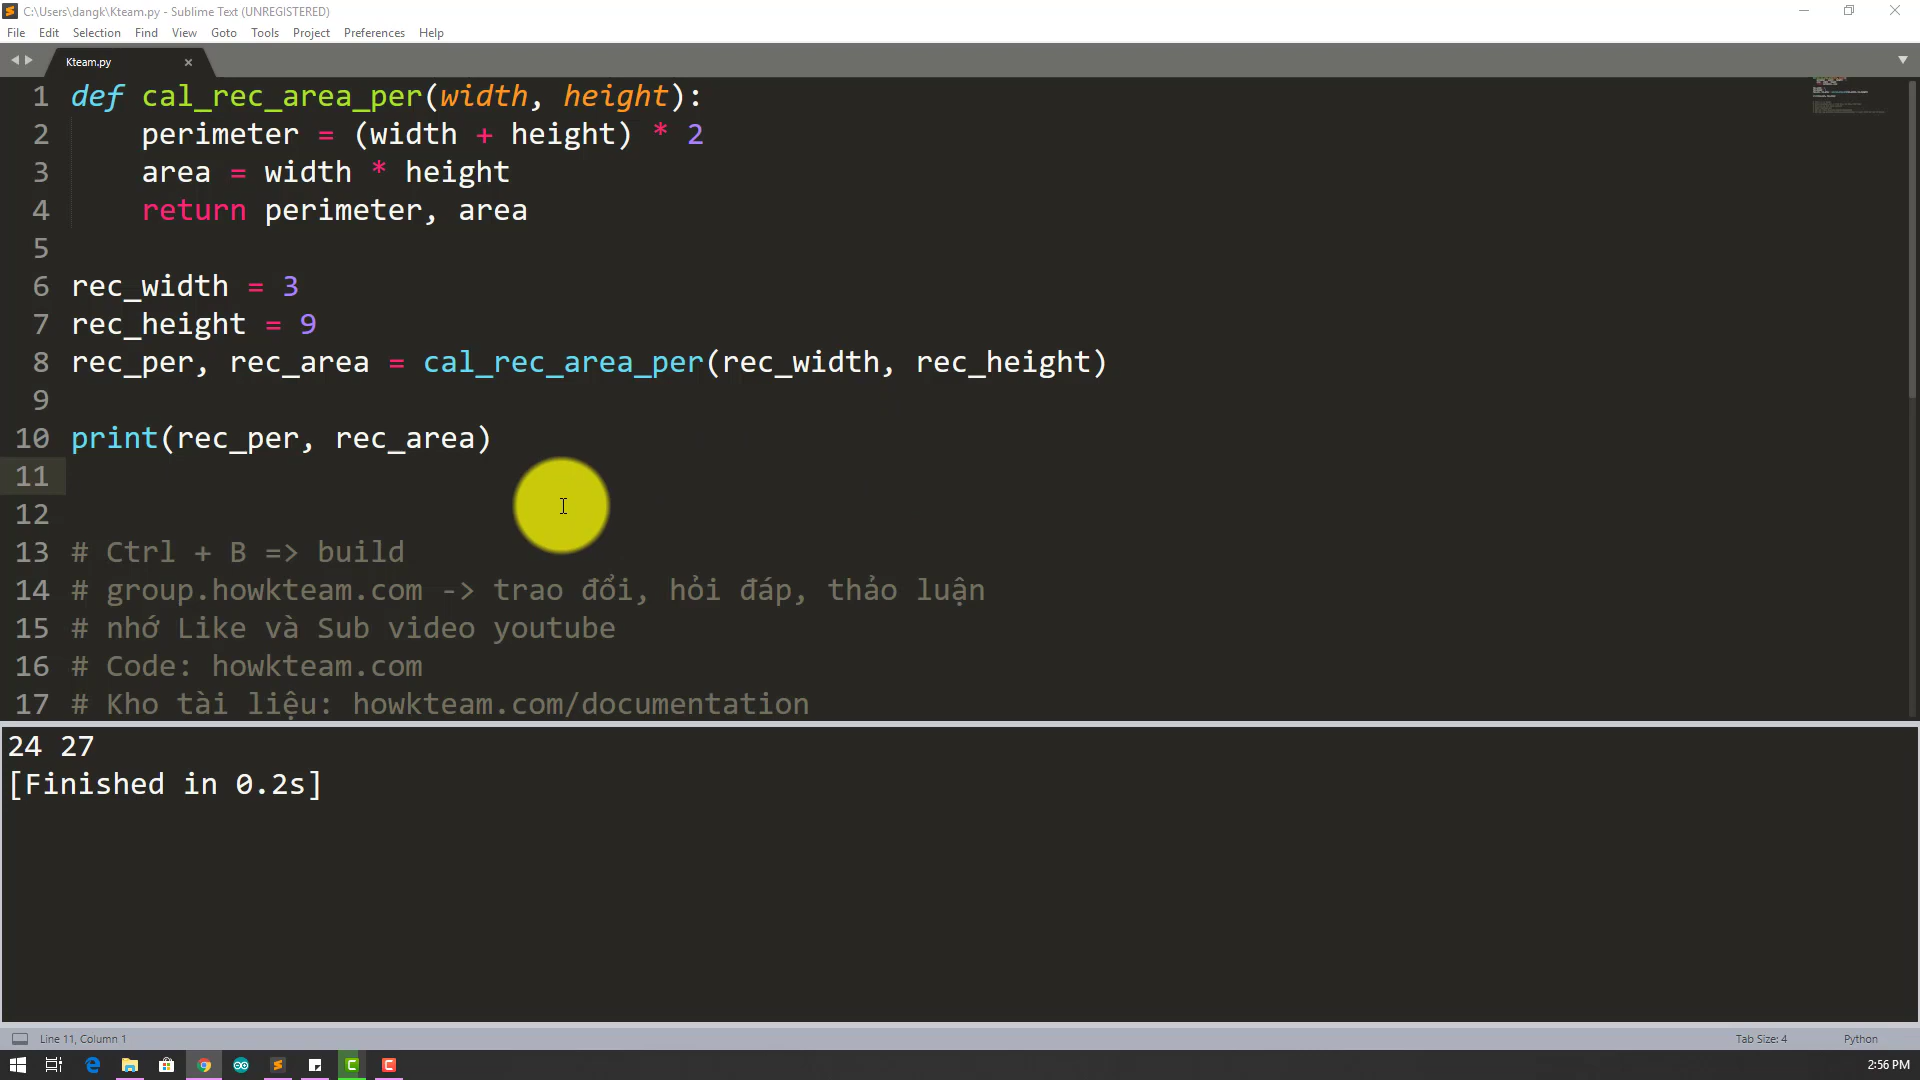 C:\Users\dangk\Kteam.py - Sublime Text (UNREGISTERED)
File Edit Selection Find View Goto Tools Project Preferences Help
Kteam.py ×
1 def cal_rec_area_per(width, height):
2     perimeter = (width + height) * 2
3     area = width * height
4     return perimeter, area
5
6 rec_width = 3
7 rec_height = 9
8 rec_per, rec_area = cal_rec_area_per(rec_width, rec_height)
9
10 print(rec_per, rec_area)
11
12
13 # Ctrl + B => build
14 # group.howkteam.com -> trao đổi, hỏi đáp, thảo luận
15 # nhớ Like và Sub video youtube
16 # Code: howkteam.com
17 # Kho tài liệu: howkteam.com/documentation
24 27
[Finished in 0.2s]
Line 11, Column 1 Tab Size: 4 Python
2:56 PM